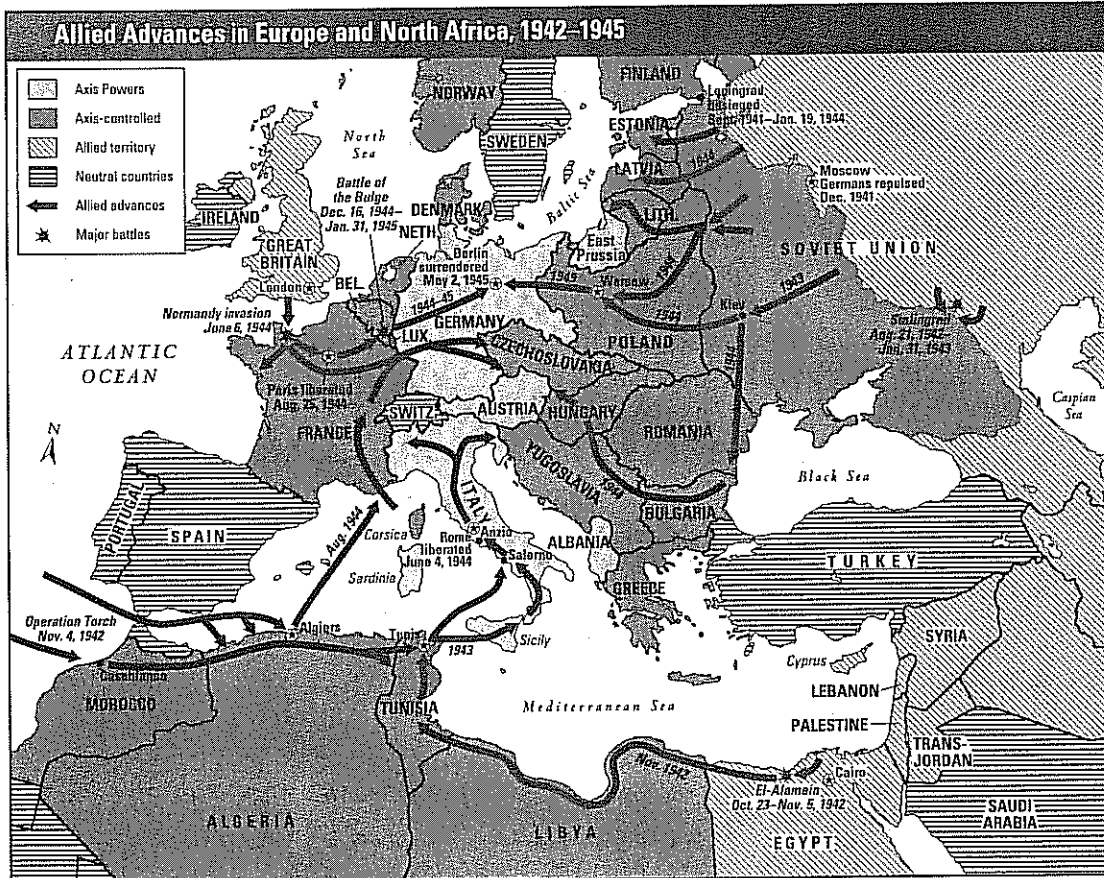 Allied Advances in Europe and North Africa, 1942–1945
Axis Powers
Axis-controlled
Allied territory
Neutral countries
Allied advances
Major battles
NORWAY
FINLAND
Leningrad
besieged
Sept. 1941–Jan. 19, 1944
ESTONIA
SWEDEN
North
Sea
LATVIA
1944
Moscow
Germans repulsed
Dec. 1941
Baltic Sea
Battle of
the Bulge
Dec. 16, 1944–
Jan. 31, 1945
DENMARK
LITH.
IRELAND
NETH
East
Prussia
SOVIET UNION
GREAT
BRITAIN
Berlin
surrendered
May 2, 1945
1945
Warsaw
1944
1943
London
BEL.
1944–45
Kiev
Normandy invasion
June 6, 1944
GERMANY
1944
Stalingrad
Aug. 21, 1942–
Jan. 31, 1943
LUX
POLAND
CZECHOSLOVAKIA
1944
ATLANTIC
OCEAN
Paris liberated
Aug. 25, 1944
SWITZ
AUSTRIA
HUNGARY
Caspian
Sea
N
FRANCE
ROMANIA
YUGOSLAVIA
1944
Black Sea
ITALY
BULGARIA
PORTUGAL
SPAIN
Corsica
Anzio
Rome
liberated
June 4, 1944
Salerno
ALBANIA
Aug. 1944
Sardinia
TURKEY
GREECE
Operation Torch
Nov. 4, 1942
Algiers
Tunis
1943
Sicily
SYRIA
Cyprus
Casablanca
LEBANON
MOROCCO
TUNISIA
Mediterranean Sea
PALESTINE
TRANS-
JORDAN
Nov. 1942
Cairo
El-Alamein
Oct. 23–Nov. 5, 1942
SAUDI
ARABIA
ALGERIA
LIBYA
EGYPT